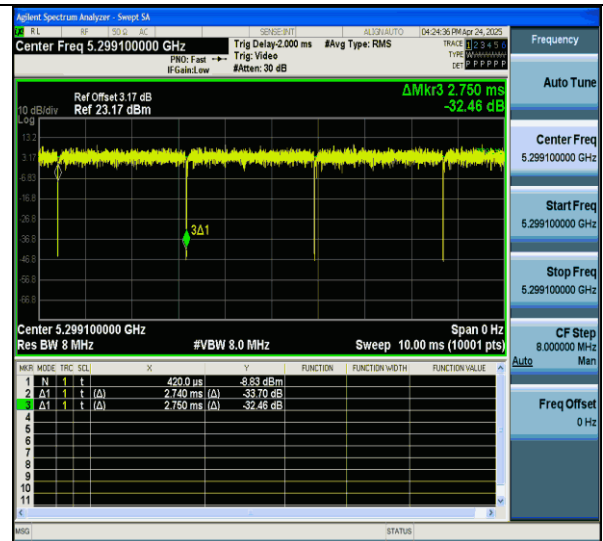 Agilent Spectrum Analyzer - Swept SA
RL RF 50 Ω AC SENSE:INT ALIGNAUTO 04:24:36 PM Apr 24, 2025
Center Freq 5.299100000 GHz
PNO: Fast
IFGain:Low
Trig Delay-2.000 ms
Trig: Video
#Atten: 30 dB
#Avg Type: RMS
TRACE 1 2 3 4 5 6
TYPE
DET P P P P P P
Ref Offset 3.17 dB
10 dB/div Ref 23.17 dBm
Log
ΔMkr3 2.750 ms
-32.46 dB
13.2
3.17
-6.83
-16.8
-26.8
-36.8
-46.8
-56.8
-66.8
3Δ1
Center 5.299100000 GHz Span 0 Hz
Res BW 8 MHz #VBW 8.0 MHz Sweep 10.00 ms (10001 pts)
MKR MODE TRC SCL X Y FUNCTION FUNCTION WIDTH FUNCTION VALUE
1 N 1 t 420.0 µs -8.83 dBm
2 Δ1 1 t (Δ) 2.740 ms (Δ) -33.70 dB
3 Δ1 1 t (Δ) 2.750 ms (Δ) -32.46 dB
4
5
6
7
8
9
10
11
MSG STATUS
Frequency
Auto Tune
Center Freq
5.299100000 GHz
Start Freq
5.299100000 GHz
Stop Freq
5.299100000 GHz
CF Step
8.000000 MHz
Auto Man
Freq Offset
0 Hz